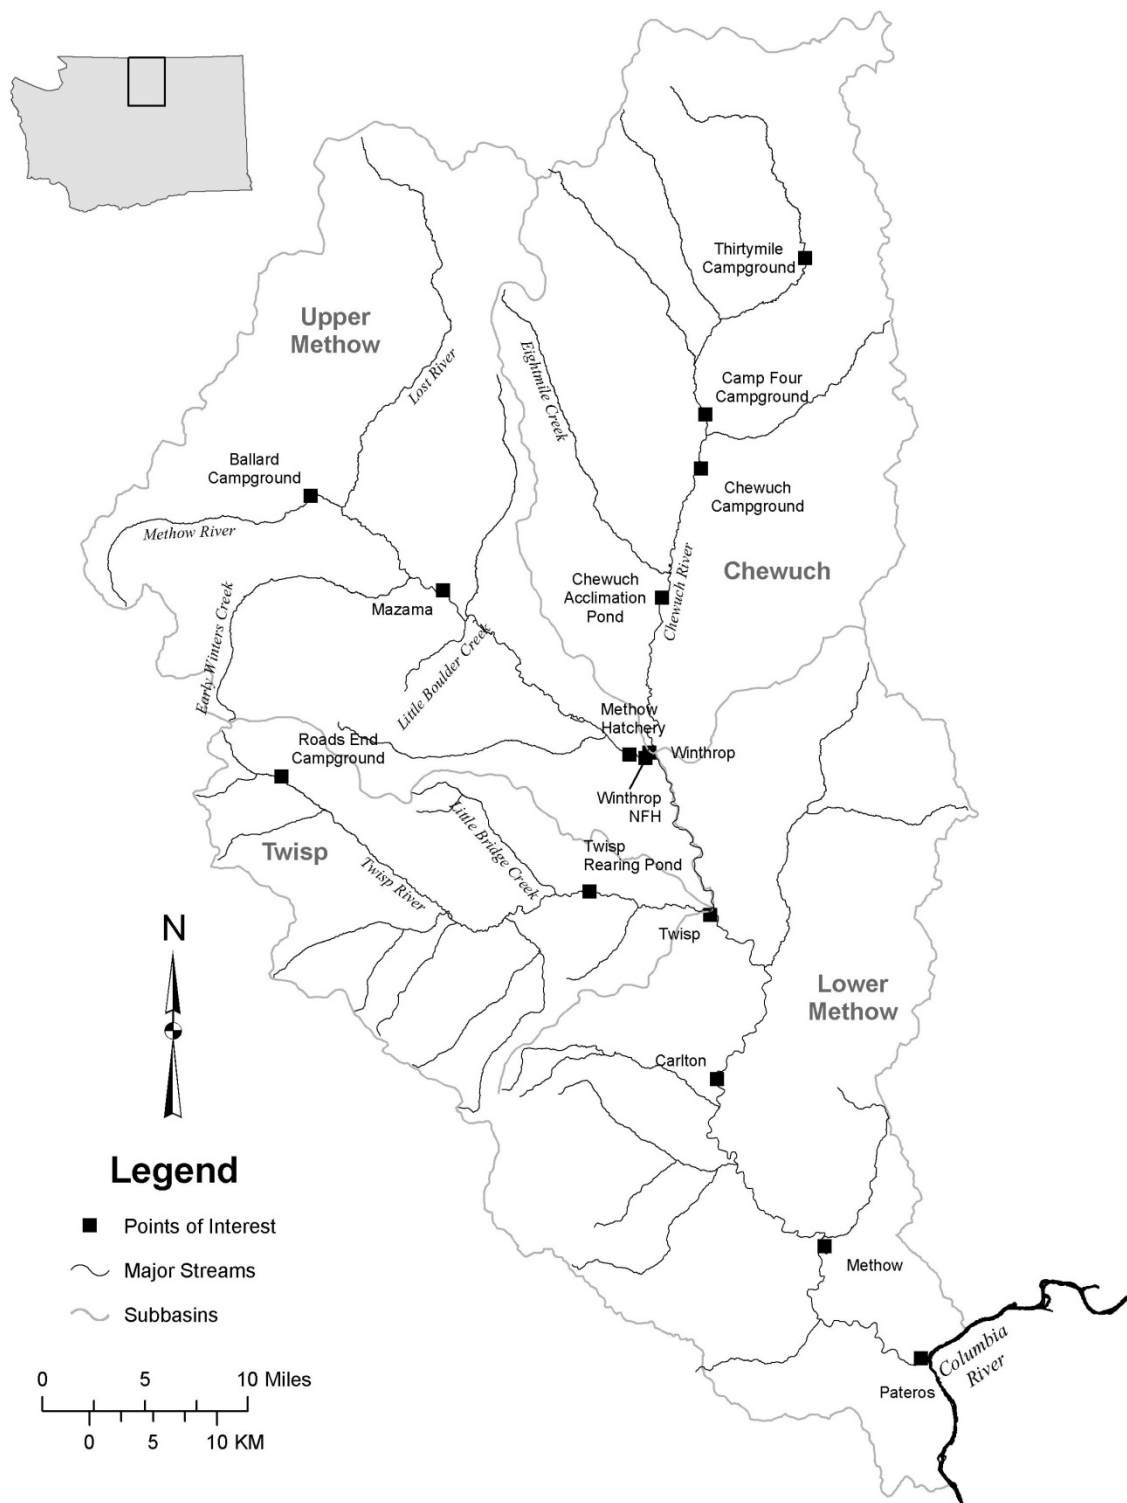 Thirtymile
Campground
Upper
Methow
Eightmile Creek
Lost River
Camp Four
Campground
Ballard
Campground
Chewuch
Campground
Methow River
Chewuch River
Chewuch
Chewuch
Acclimation
Pond
Mazama
Early Winters Creek
Little Boulder Creek
Methow
Hatchery
Roads End
Campground
Winthrop
Winthrop
NFH
Little Bridge Creek
Twisp
Rearing Pond
Twisp
Twisp River
Twisp
N
Lower
Methow
Carlton
Legend
Points of Interest
Major Streams
Subbasins
Methow
Columbia
River
Pateros
0 5 10 Miles
0 5 10 KM